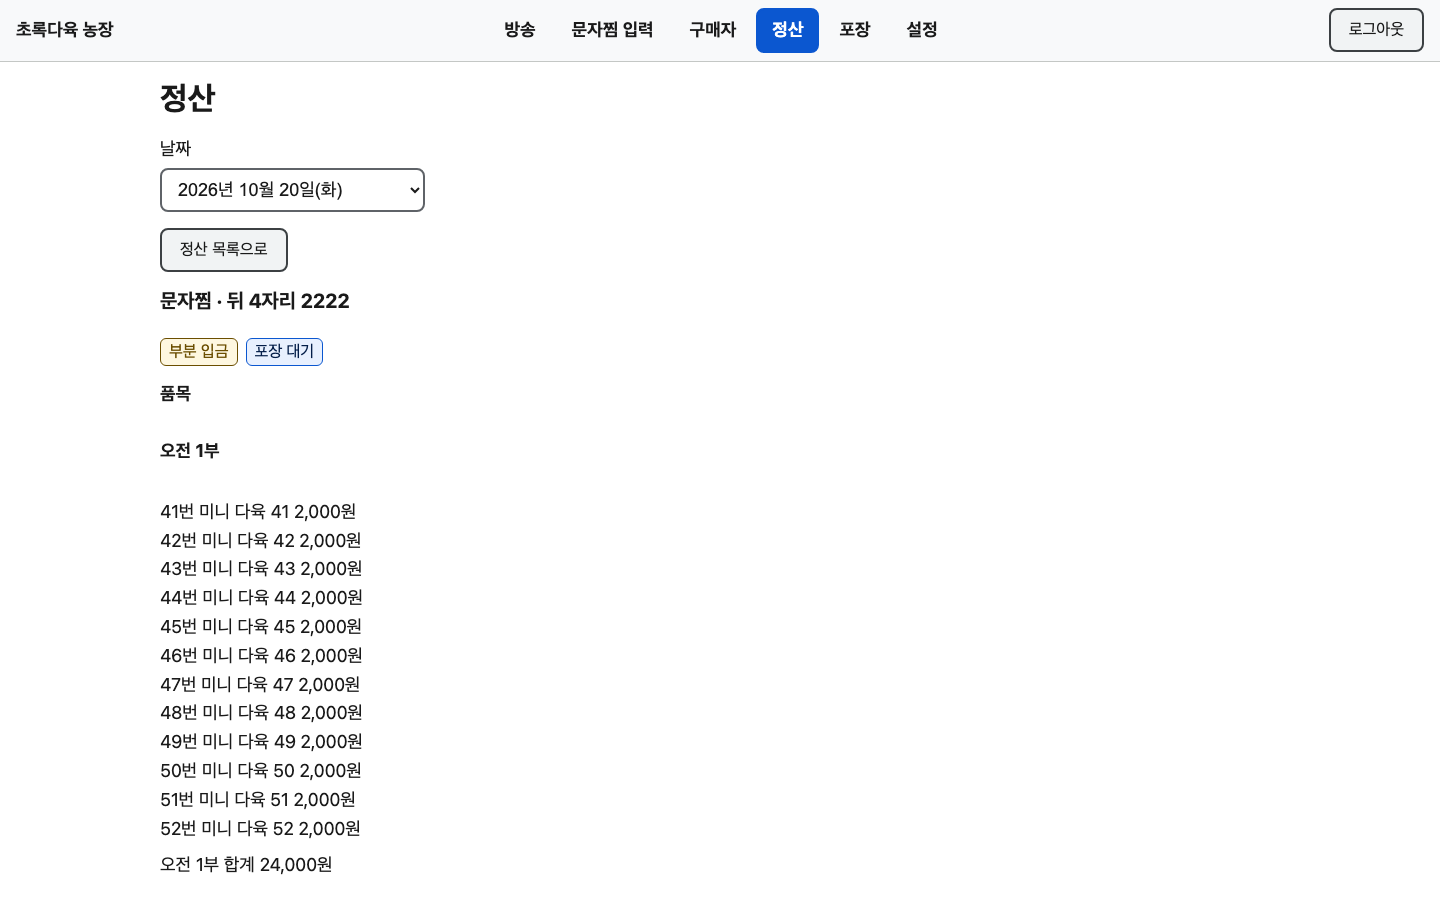 초록다육 농장
방송
문자찜 입력
구매자
정산
포장
설정
로그아웃
정산
날짜
2026년 10월 20일(화)
정산 목록으로
문자찜 · 뒤 4자리 2222
부분 입금
포장 대기
품목
오전 1부
41번 미니 다육 41 2,000원
42번 미니 다육 42 2,000원
43번 미니 다육 43 2,000원
44번 미니 다육 44 2,000원
45번 미니 다육 45 2,000원
46번 미니 다육 46 2,000원
47번 미니 다육 47 2,000원
48번 미니 다육 48 2,000원
49번 미니 다육 49 2,000원
50번 미니 다육 50 2,000원
51번 미니 다육 51 2,000원
52번 미니 다육 52 2,000원
오전 1부 합계 24,000원